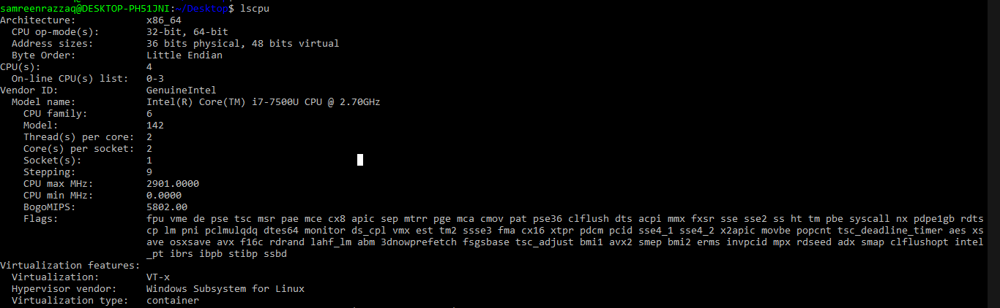 samreenrazzaq@DESKTOP-PH51JNI:~/Desktop$ lscpu
Architecture:            x86_64
  CPU op-mode(s):        32-bit, 64-bit
  Address sizes:         36 bits physical, 48 bits virtual
  Byte Order:            Little Endian
CPU(s):                  4
  On-line CPU(s) list:   0-3
Vendor ID:               GenuineIntel
  Model name:            Intel(R) Core(TM) i7-7500U CPU @ 2.70GHz
    CPU family:          6
    Model:               142
    Thread(s) per core:  2
    Core(s) per socket:  2
    Socket(s):           1
    Stepping:            9
    CPU max MHz:         2901.0000
    CPU min MHz:         0.0000
    BogoMIPS:            5802.00
    Flags:               fpu vme de pse tsc msr pae mce cx8 apic sep mtrr pge mca cmov pat pse36 clflush dts acpi mmx fxsr sse sse2 ss ht tm pbe syscall nx pdpe1gb rdts
                         cp lm pni pclmulqdq dtes64 monitor ds_cpl vmx est tm2 ssse3 fma cx16 xtpr pdcm pcid sse4_1 sse4_2 x2apic movbe popcnt tsc_deadline_timer aes xs
                         ave osxsave avx f16c rdrand lahf_lm abm 3dnowprefetch fsgsbase tsc_adjust bmi1 avx2 smep bmi2 erms invpcid mpx rdseed adx smap clflushopt intel
                         _pt ibrs ibpb stibp ssbd
Virtualization features:
  Virtualization:        VT-x
  Hypervisor vendor:     Windows Subsystem for Linux
  Virtualization type:   container